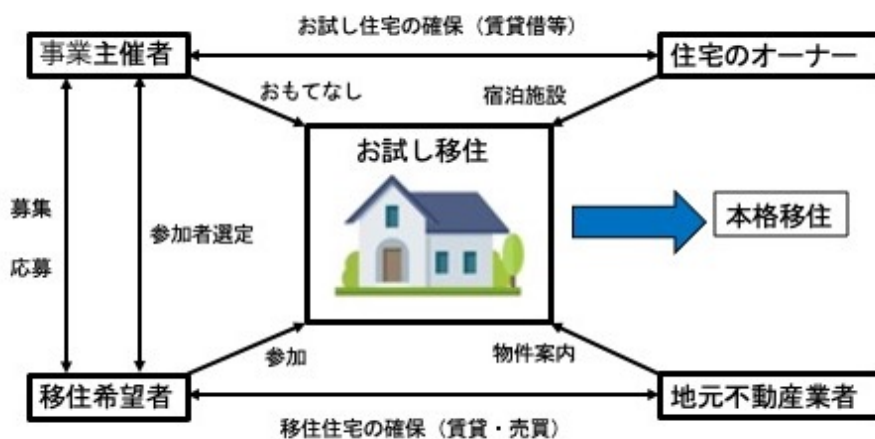 お試し住宅の確保（賃貸借等）
事業主催者
住宅のオーナー
おもてなし
宿泊施設
お試し移住
募集
応募
参加者選定
本格移住
参加
物件案内
移住希望者
地元不動産業者
移住住宅の確保（賃貸・売買）